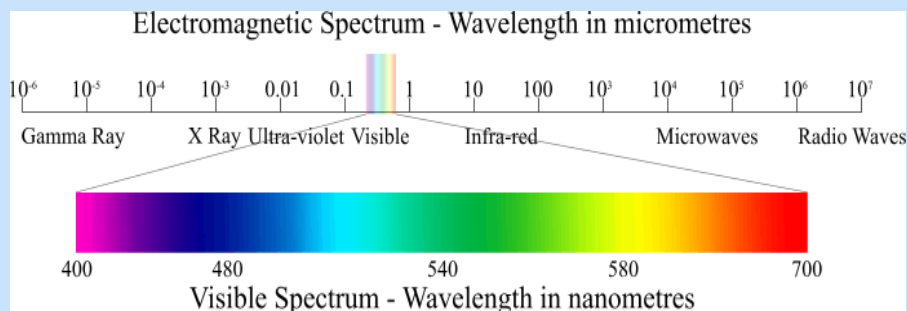 Electromagnetic Spectrum - Wavelength in micrometres
10⁻⁶ 10⁻⁵ 10⁻⁴ 10⁻³ 0.01 0.1 1 10 100 10³ 10⁴ 10⁵ 10⁶ 10⁷
Gamma Ray X Ray Ultra-violet Visible Infra-red Microwaves Radio Waves
400 480 540 580 700
Visible Spectrum - Wavelength in nanometres